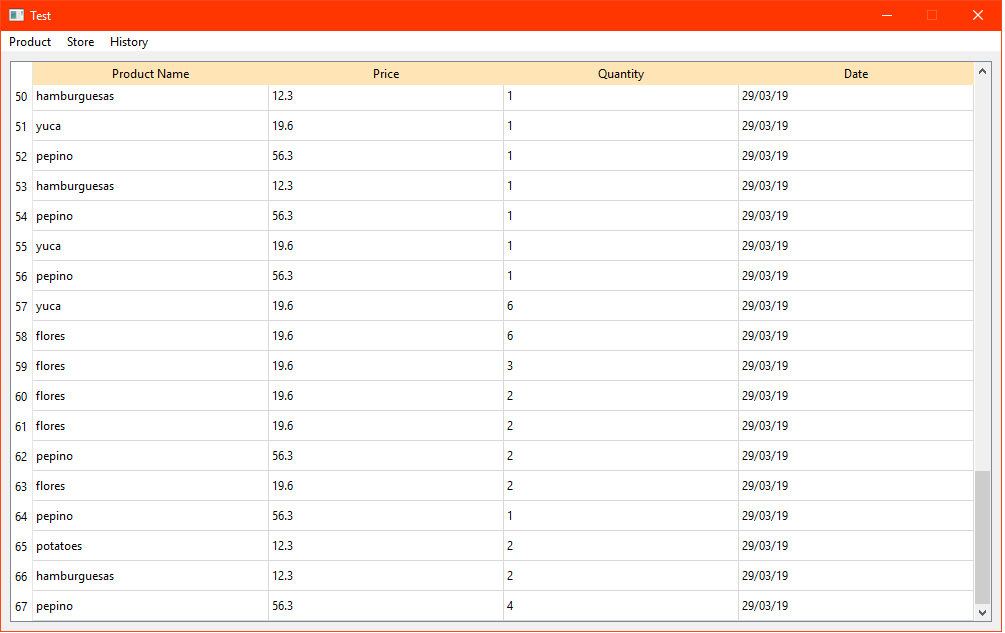 Test
Product Store History
Product Name Price Quantity Date
50 hamburguesas 12.3 1 29/03/19
51 yuca 19.6 1 29/03/19
52 pepino 56.3 1 29/03/19
53 hamburguesas 12.3 1 29/03/19
54 pepino 56.3 1 29/03/19
55 yuca 19.6 1 29/03/19
56 pepino 56.3 1 29/03/19
57 yuca 19.6 6 29/03/19
58 flores 19.6 6 29/03/19
59 flores 19.6 3 29/03/19
60 flores 19.6 2 29/03/19
61 flores 19.6 2 29/03/19
62 pepino 56.3 2 29/03/19
63 flores 19.6 2 29/03/19
64 pepino 56.3 1 29/03/19
65 potatoes 12.3 2 29/03/19
66 hamburguesas 12.3 2 29/03/19
67 pepino 56.3 4 29/03/19